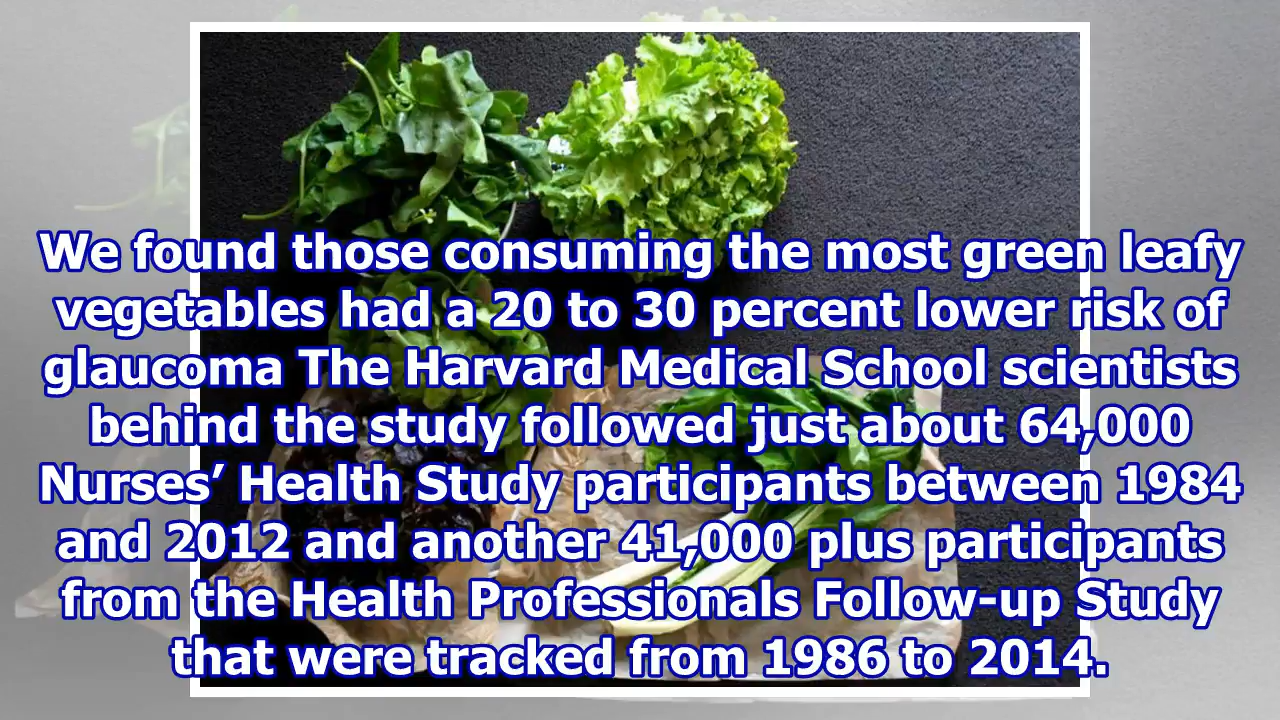 We found those consuming the most green leafy
vegetables had a 20 to 30 percent lower risk of
glaucoma The Harvard Medical School scientists
behind the study followed just about 64,000
Nurses’ Health Study participants between 1984
and 2012 and another 41,000 plus participants
from the Health Professionals Follow-up Study
that were tracked from 1986 to 2014.